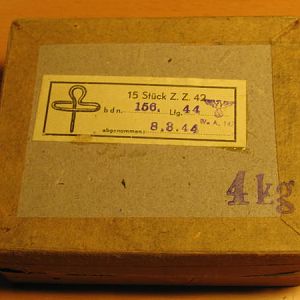 15 Stück Z. Z. 42
bdn. 156. Lfg. 44
abgenommen: 8.8.44
4 kg